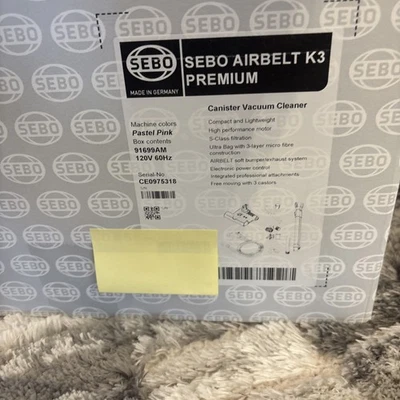 SEBO
MADE IN GERMANY
SEBO AIRBELT K3
PREMIUM
Canister Vacuum Cleaner
Machine colors
Pastel Pink
Box contents
91699AM
120V 60Hz
Serial-No
CE0975318
Compact and Lightweight
High performance motor
S-Class filtration
Ultra Bag with 3-layer micro fibre
construction
AIRBELT soft bumper/exhaust system
Electronic power control
Integrated professional attachments
Free moving with 3 castors